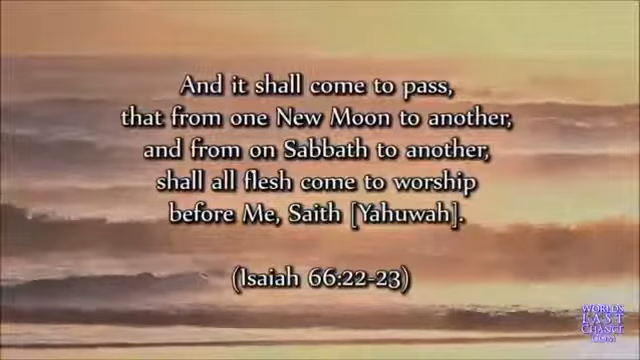 And it shall come to pass,
that from one New Moon to another,
and from on Sabbath to another,
shall all flesh come to worship
before Me, Saith [Yahuwah].
(Isaiah 66:22-23)
WORLDS
LAST
CHANCE
.COM